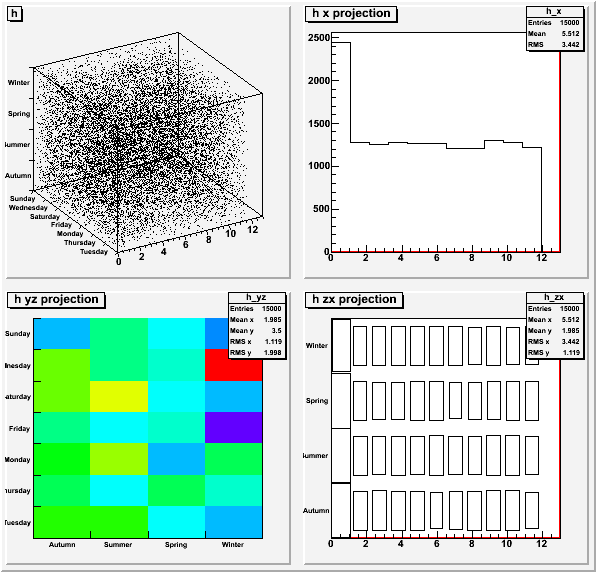 h
Winter
Spring
ummer
Autumn
Sunday
Wednesday
Saturday
Friday
Monday
Thursday
Tuesday
0 2 4 6 8 10 12
h x projection
h_x
Entries 15000
Mean 5.512
RMS 3.442
2500
2000
1500
1000
500
0
0 2 4 6 8 10 12
h yz projection
h_yz
Entries 15000
Mean x 1.985
Mean y 3.5
RMS x 1.119
RMS y 1.998
Sunday
dnesday
aturday
Friday
Monday
hursday
uesday
Autumn Summer Spring Winter
h zx projection
h_zx
Entries 15000
Mean x 5.512
Mean y 1.985
RMS x 3.442
RMS y 1.119
Winter
Spring
ummer
Autumn
0 2 4 6 8 10 12